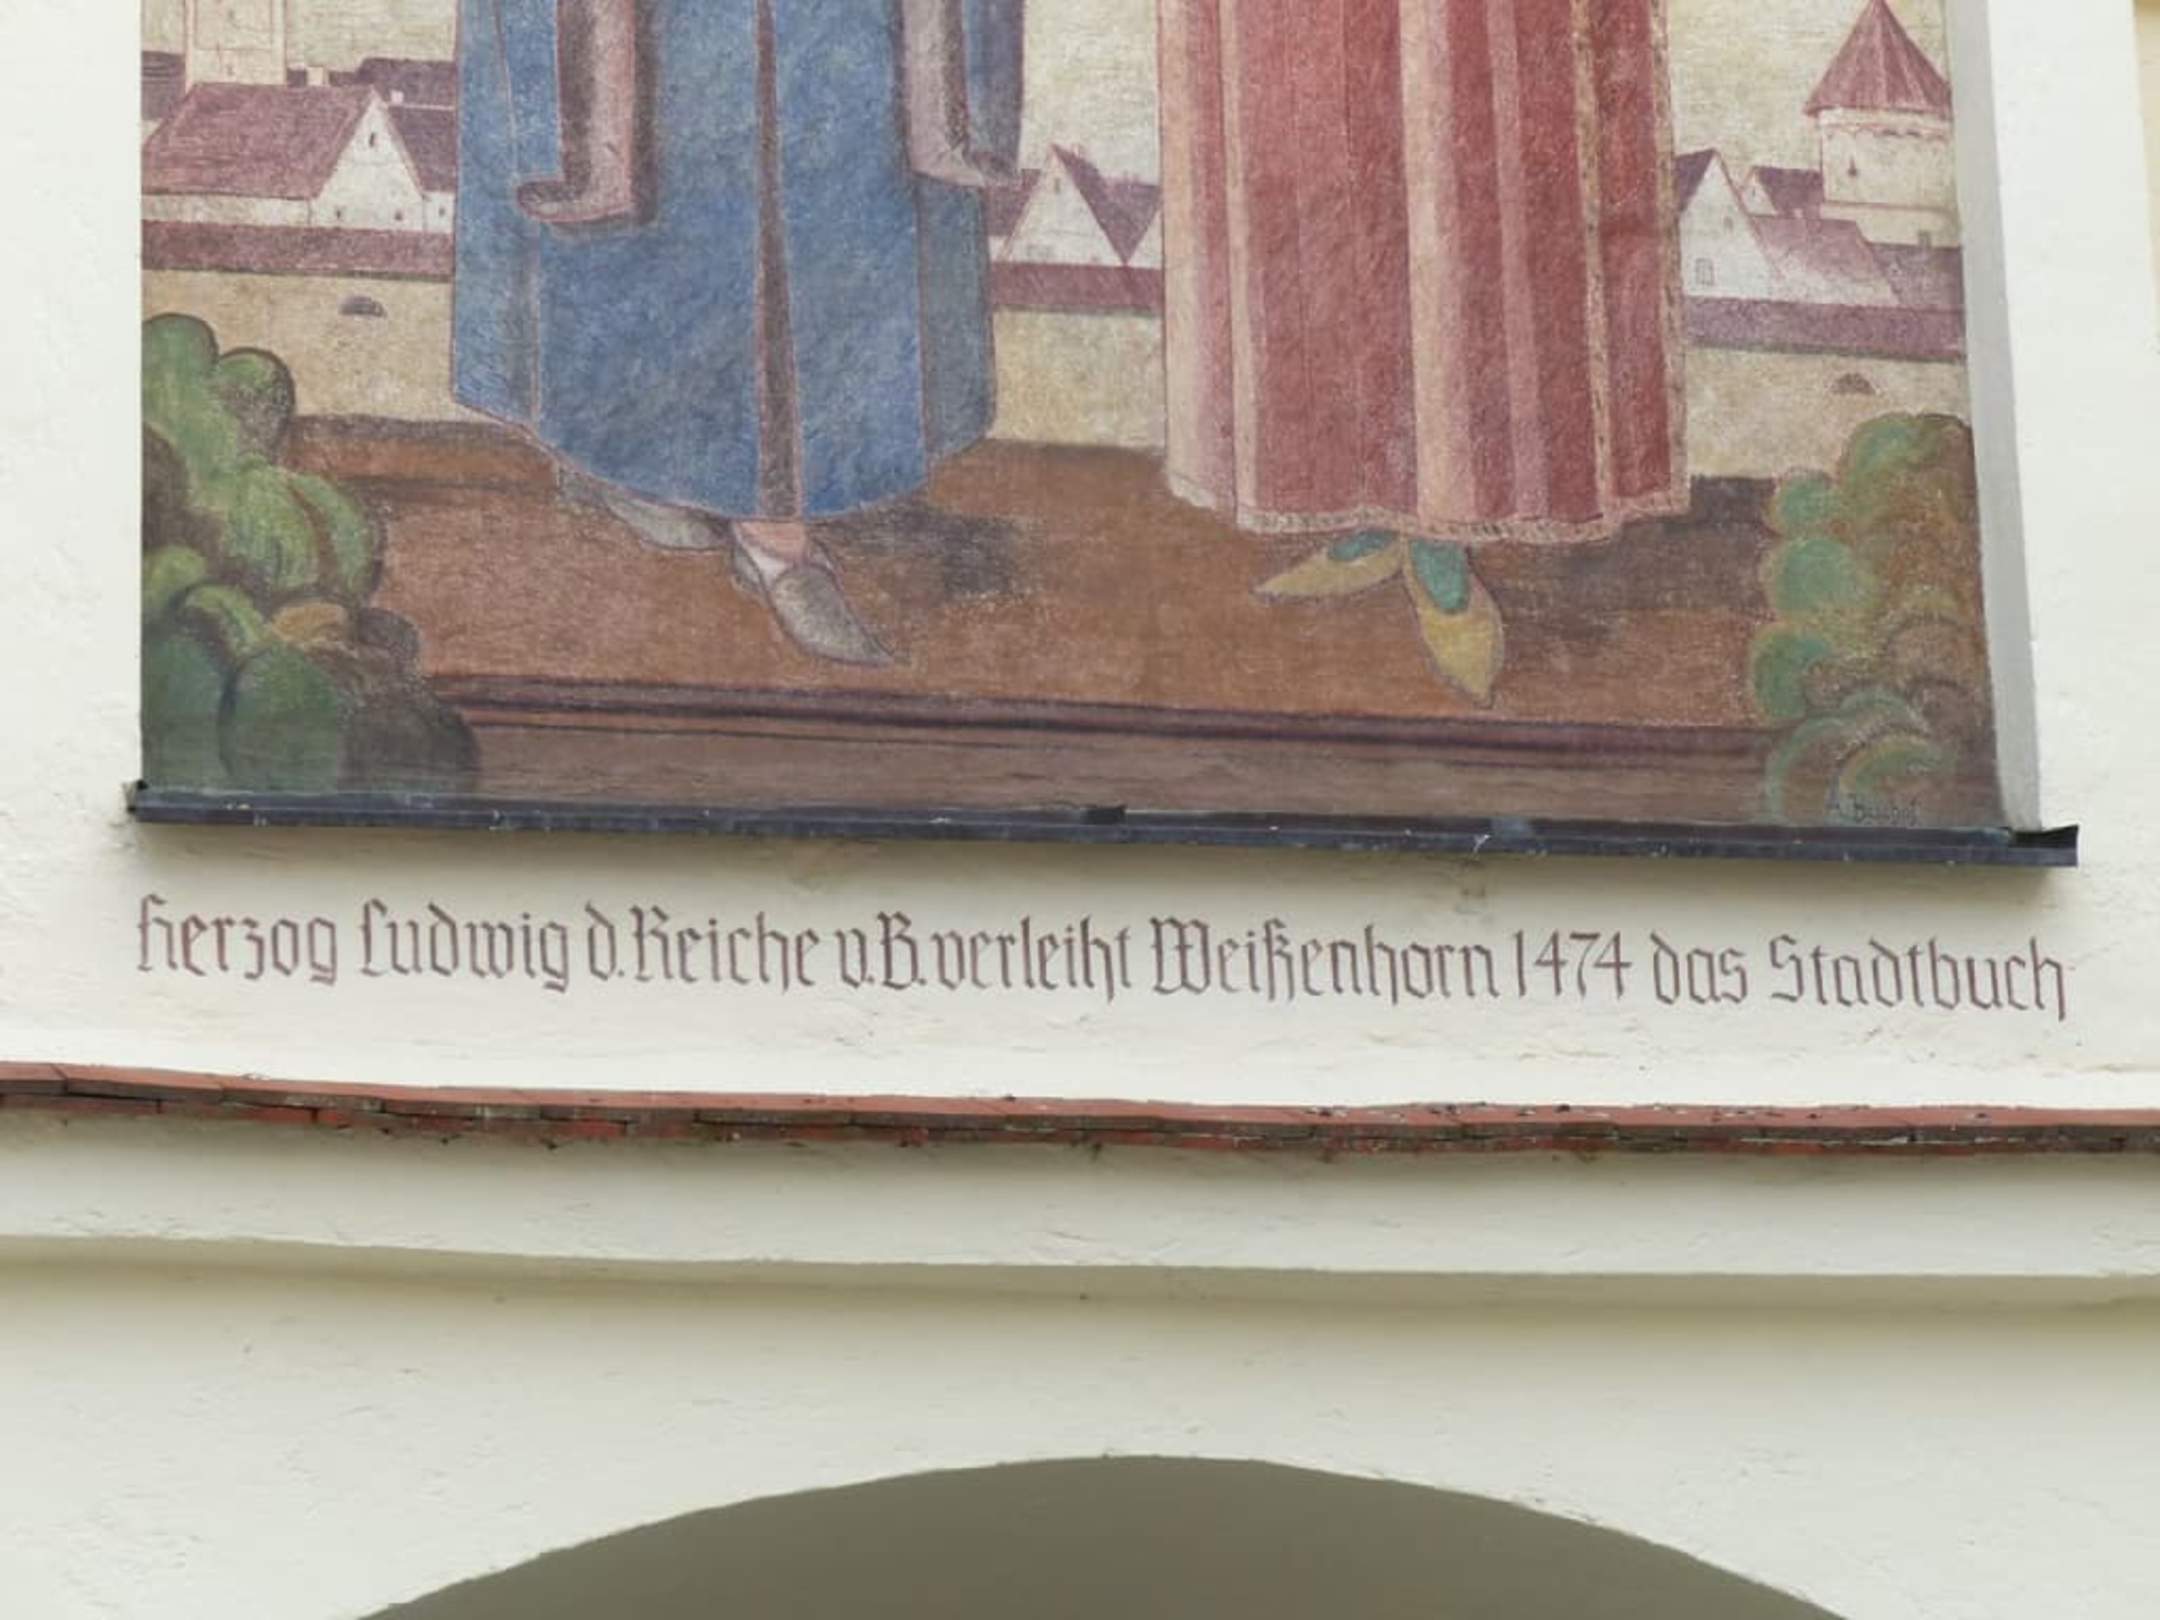 Herzog Ludwig d. Reiche v. B. verleiht Weißenhorn 1474 das Stadtbuch